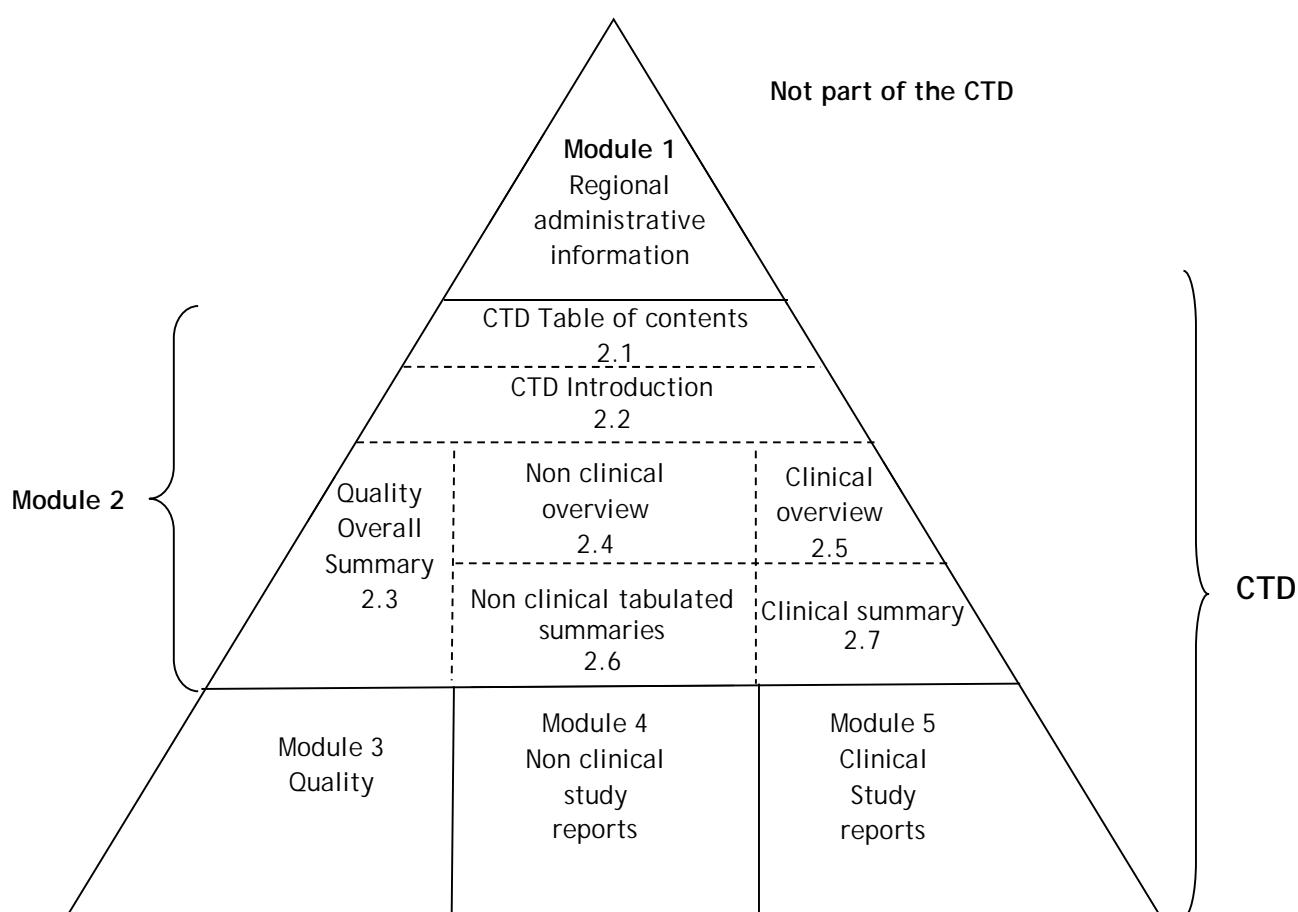 Not part of the CTD
Module 1
Regional
administrative
information
CTD Table of contents
2.1
CTD Introduction
2.2
Module 2
Quality
Overall
Summary
2.3
Non clinical
overview
2.4
Clinical
overview
2.5
Non clinical tabulated
summaries
2.6
Clinical summary
2.7
CTD
Module 3
Quality
Module 4
Non clinical
study
reports
Module 5
Clinical
Study
reports